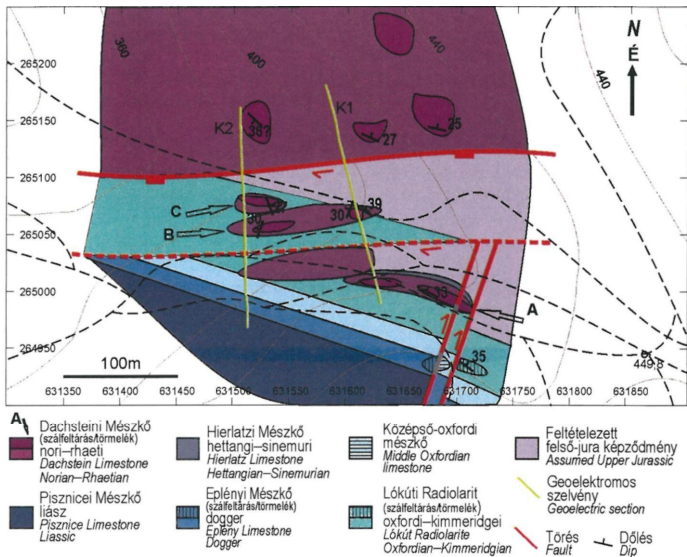 265200
265150
265100
265050
265000
264950
360
400
440
440
N
É
K2
K1
38?
27
25
C
B
30
30
39
33
A
35
449.8
100m
631350
631400
631450
631500
631550
631600
631650
631700
631750
631800
631850
A
Dachsteini Mészkő
(szálfeltárás/törmelék)
nori–rhaeti
Dachstein Limestone
Norian–Rhaetian
Hierlatzi Mészkő
hettangi–sinemuri
Hierlatz Limestone
Hettangian–Sinemurian
Középső-oxfordi
mészkő
Middle Oxfordian
limestone
Feltételezett
felső-jura képződmény
Assumed Upper Jurassic
Pisznicei Mészkő
liász
Pisznice Limestone
Liassic
Eplényi Mészkő
(szálfeltárás/törmelék)
dogger
Eplény Limestone
Dogger
Lókúti Radiolarit
(szálfeltárás/törmelék)
oxfordi–kimmeridgei
Lókút Radiolarite
Oxfordian–Kimmeridgian
Geoelektromos
szelvény
Geoelectric section
Törés
Fault
Dőlés
Dip